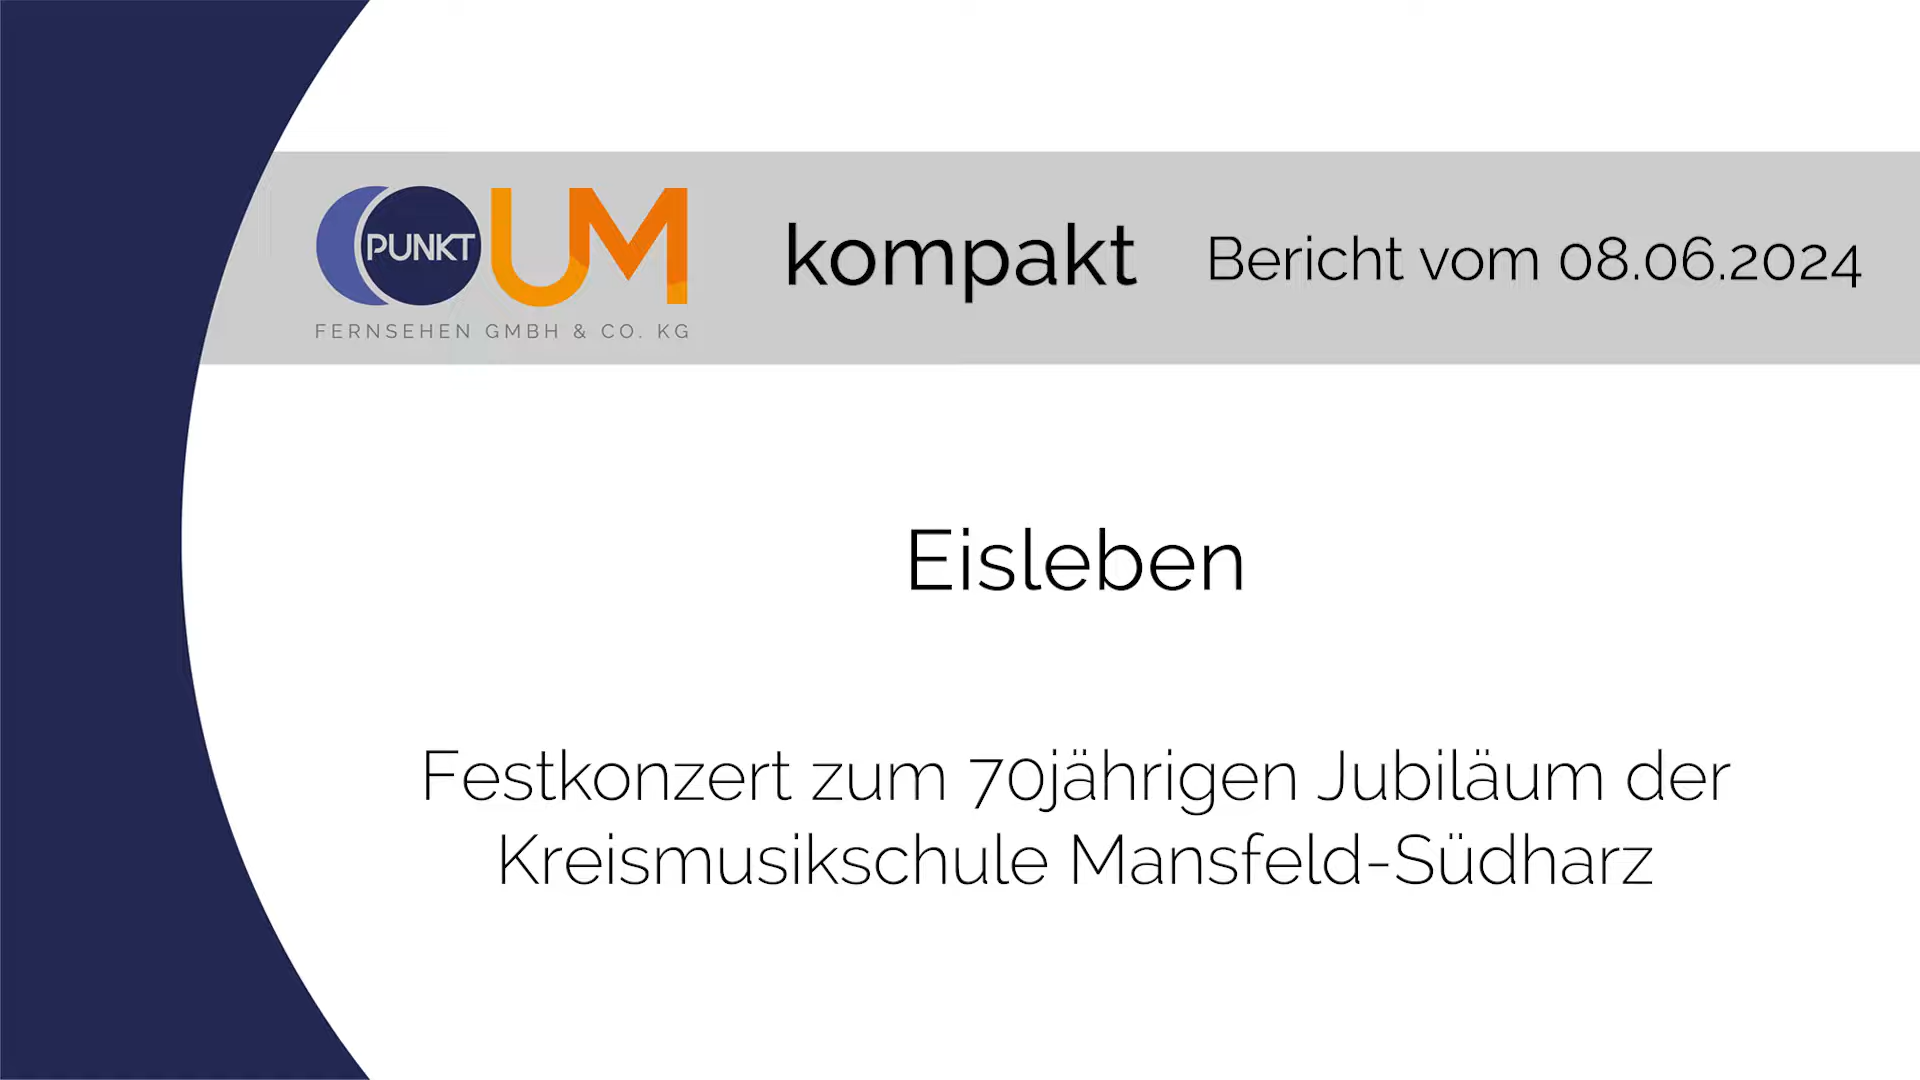 PUNKT UM
FERNSEHEN GMBH & CO. KG
kompakt Bericht vom 08.06.2024
Eisleben
Festkonzert zum 70jährigen Jubiläum der
Kreismusikschule Mansfeld-Südharz